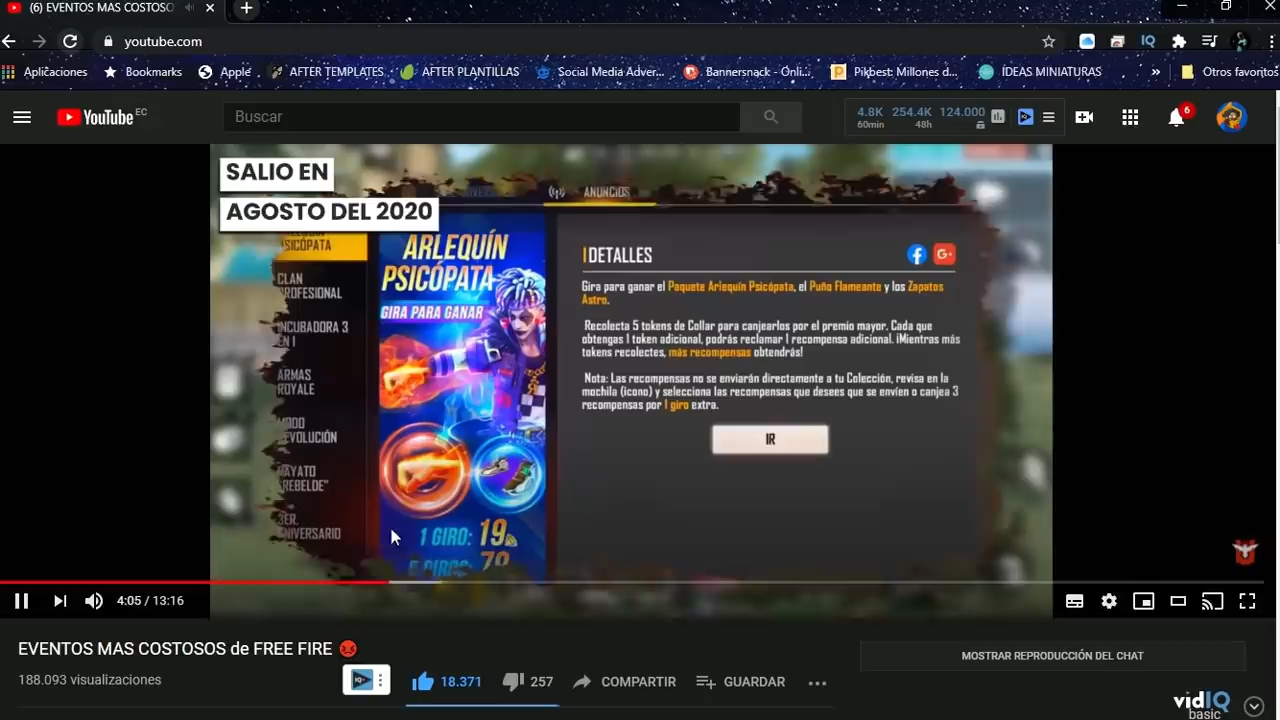 (6) EVENTOS MAS COSTOSO
youtube.com
IQ
Aplicaciones
Bookmarks
Apple
AFTER TEMPLATES
AFTER PLANTILLAS
Social Media Adver...
Bannersnack - Onli...
Pikbest: Millones d...
IDEAS MINIATURAS
»
Otros favoritos
YouTube EC
Buscar
4.8K 254.4K 124.000
60min 48h
6
SALIO EN
AGOSTO DEL 2020
ANUNCIOS
PSICÓPATA
CLAN
PROFESIONAL
INCUBADORA 3
EN 1
ARMAS
ROYALE
MODO
EVOLUCIÓN
HAYATO
REBELDE"
3ER.
ANIVERSARIO
ARLEQUÍN
PSICÓPATA
GIRA PARA GANAR
1 GIRO: 19
DETALLES
G+
Gira para ganar el Paquete Arlequín Psicópata, el Puño Flameante y los Zapatos
Astro.
Recolecta 5 tokens de Collar para canjearlos por el premio mayor. Cada que
obtengas 1 token adicional, podrás reclamar 1 recompensa adicional. ¡Mientras más
tokens recolectes, más recompensas obtendrás!
Nota: Las recompensas no se enviarán directamente a tu Colección, revisa en la
mochila (icono) y selecciona las recompensas que desees que se envíen o canjea 3
recompensas por 1 giro extra.
IR
4:05 / 13:16
EVENTOS MAS COSTOSOS de FREE FIRE
188.093 visualizaciones
18.371
257
COMPARTIR
GUARDAR
MOSTRAR REPRODUCCIÓN DEL CHAT
vidIQ
basic